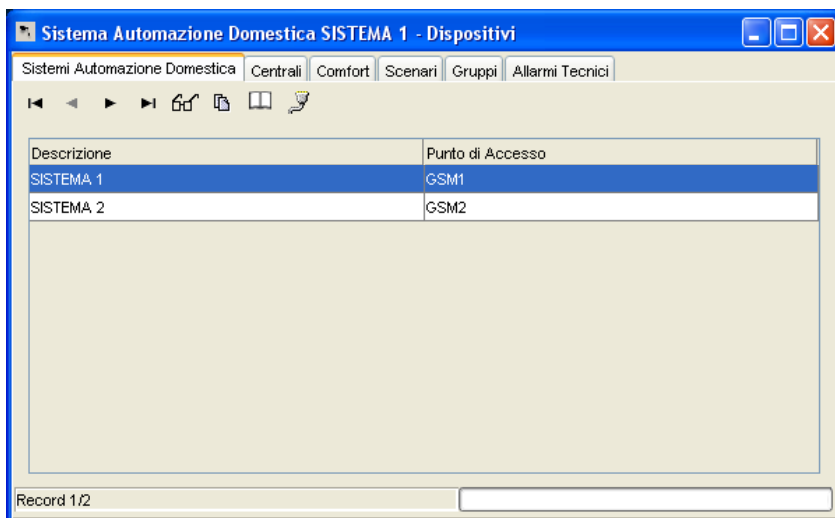 Sistema Automazione Domestica SISTEMA 1 - Dispositivi
Sistemi Automazione Domestica Centrali Comfort Scenari Gruppi Allarmi Tecnici
Descrizione Punto di Accesso
SISTEMA 1 GSM1
SISTEMA 2 GSM2
Record 1/2